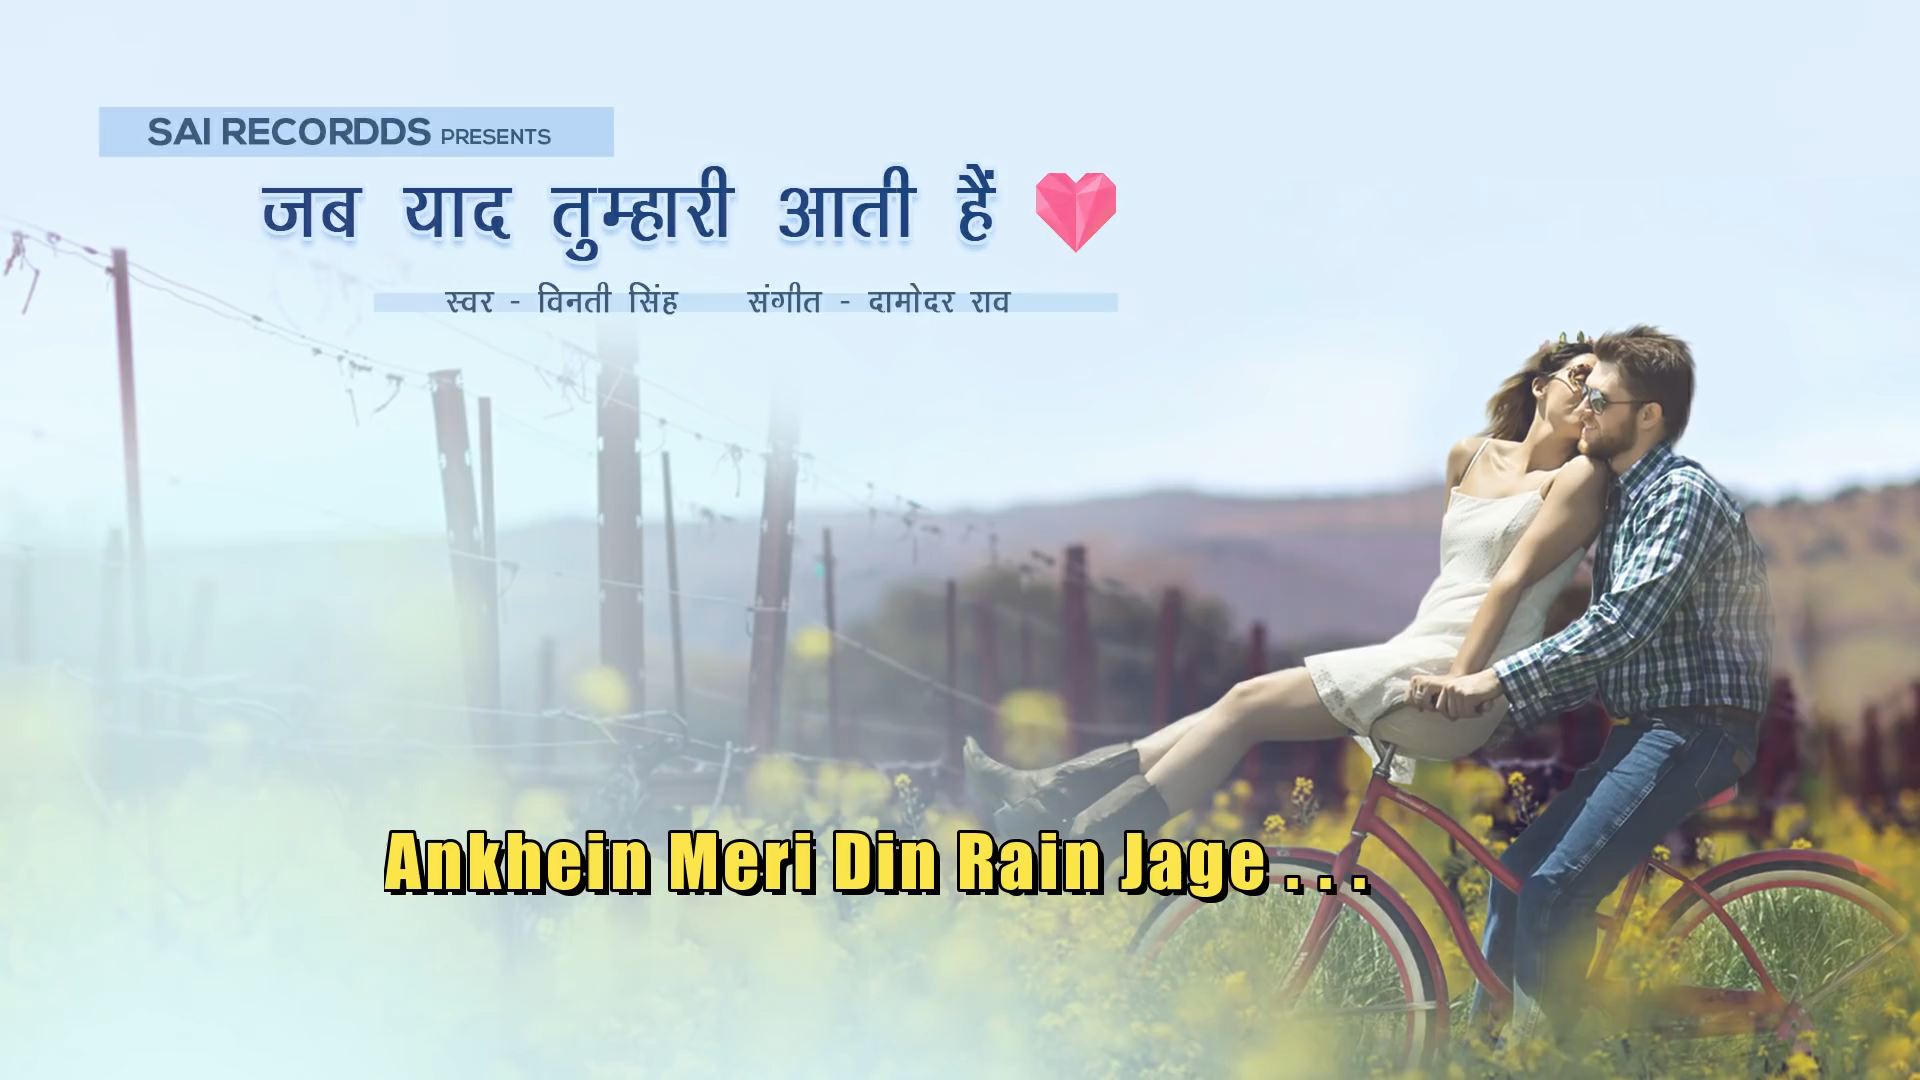 SAI RECORDDS PRESENTS
जब याद तुम्हारी आती हैं
स्वर - विनती सिंह संगीत - दामोदर राव
Ankhein Meri Din Rain Jage . . .